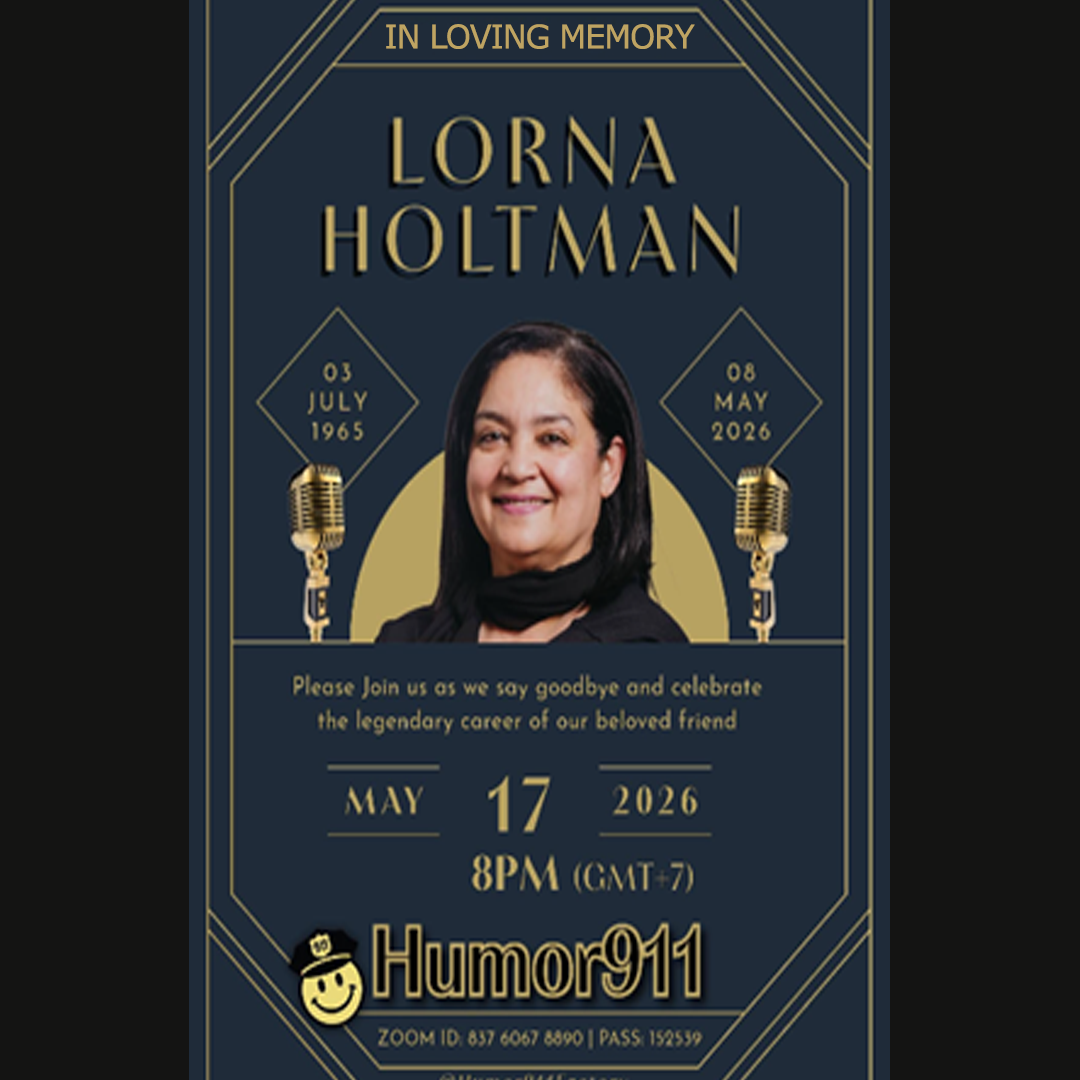 IN LOVING MEMORY
LORNA
HOLTMAN
03
JULY
1965
08
MAY
2026
Please Join us as we say goodbye and celebrate
the legendary career of our beloved friend
MAY 17 2026
8PM (GMT+7)
Humor911
ZOOM ID: 837 6067 8890 | PASS: 152539